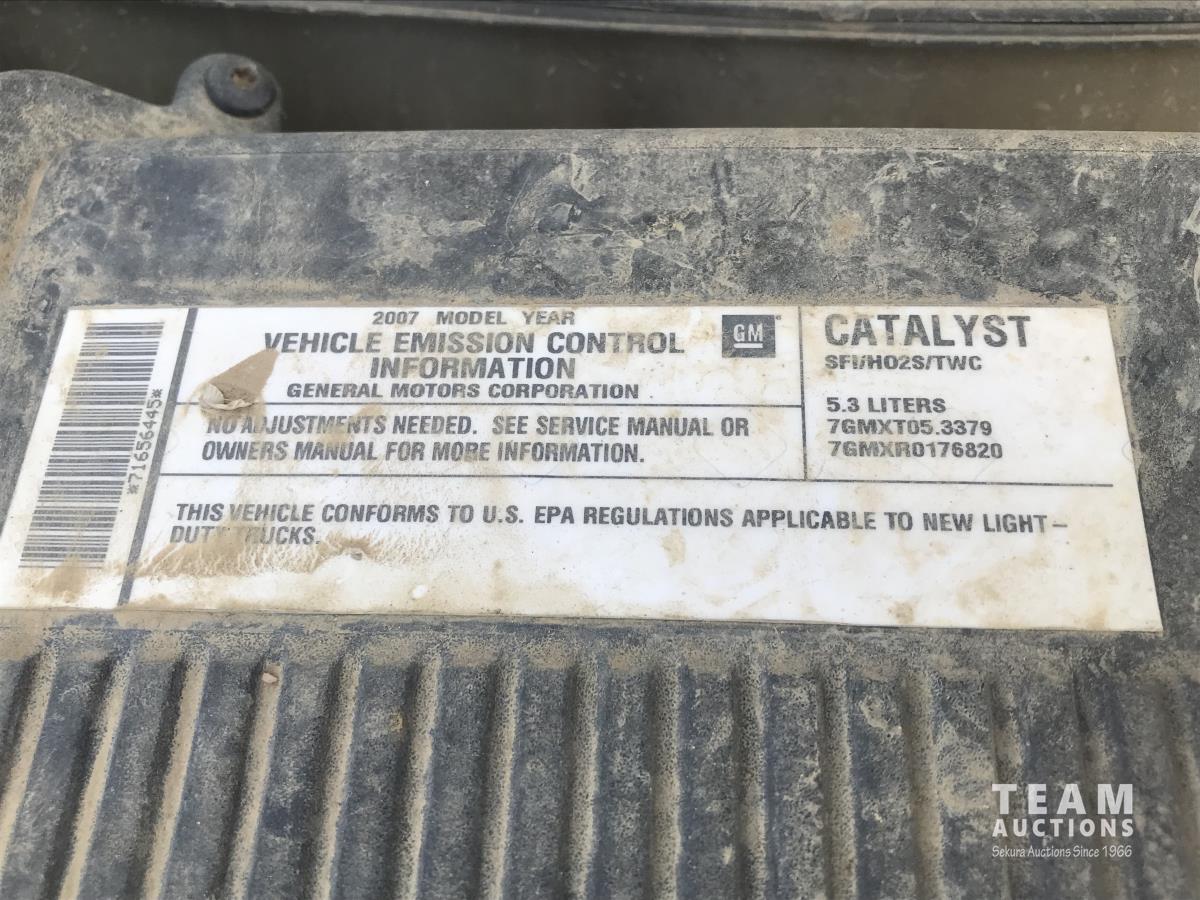 *71656445*
2007 MODEL YEAR
VEHICLE EMISSION CONTROL
INFORMATION
GENERAL MOTORS CORPORATION
GM
NO ADJUSTMENTS NEEDED. SEE SERVICE MANUAL OR
OWNERS MANUAL FOR MORE INFORMATION.
CATALYST
SFI/HO2S/TWC
5.3 LITERS
7GMXT05.3379
7GMXR0176820
THIS VEHICLE CONFORMS TO U.S. EPA REGULATIONS APPLICABLE TO NEW LIGHT-
DUTY TRUCKS.
TEAM
AUCTIONS
Sekura Auctions Since 1966